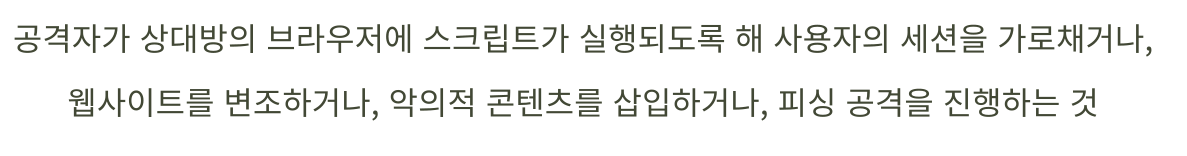 공격자가 상대방의 브라우저에 스크립트가 실행되도록 해 사용자의 세션을 가로채거나,
웹사이트를 변조하거나, 악의적 콘텐츠를 삽입하거나, 피싱 공격을 진행하는 것